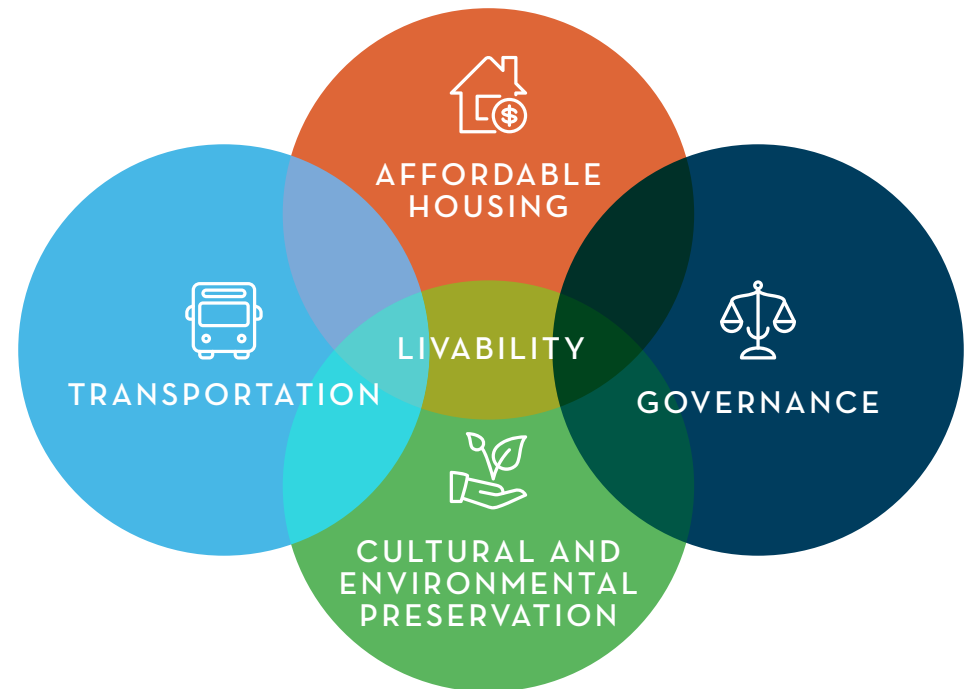 $
AFFORDABLE
HOUSING
LIVABILITY
TRANSPORTATION
GOVERNANCE
CULTURAL AND
ENVIRONMENTAL
PRESERVATION